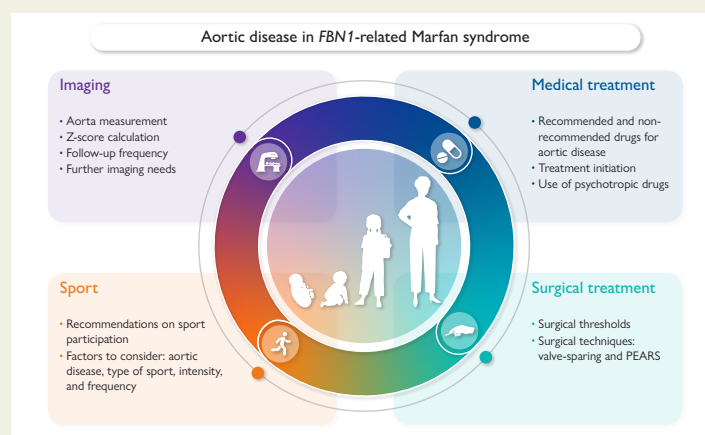 Aortic disease in FBN1-related Marfan syndrome
Imaging
• Aorta measurement
• Z-score calculation
• Follow-up frequency
• Further imaging needs
Medical treatment
• Recommended and non-
recommended drugs for
aortic disease
• Treatment initiation
• Use of psychotropic drugs
Sport
• Recommendations on sport
participation
• Factors to consider: aortic
disease, type of sport, intensity,
and frequency
Surgical treatment
• Surgical thresholds
• Surgical techniques:
valve-sparing and PEARS